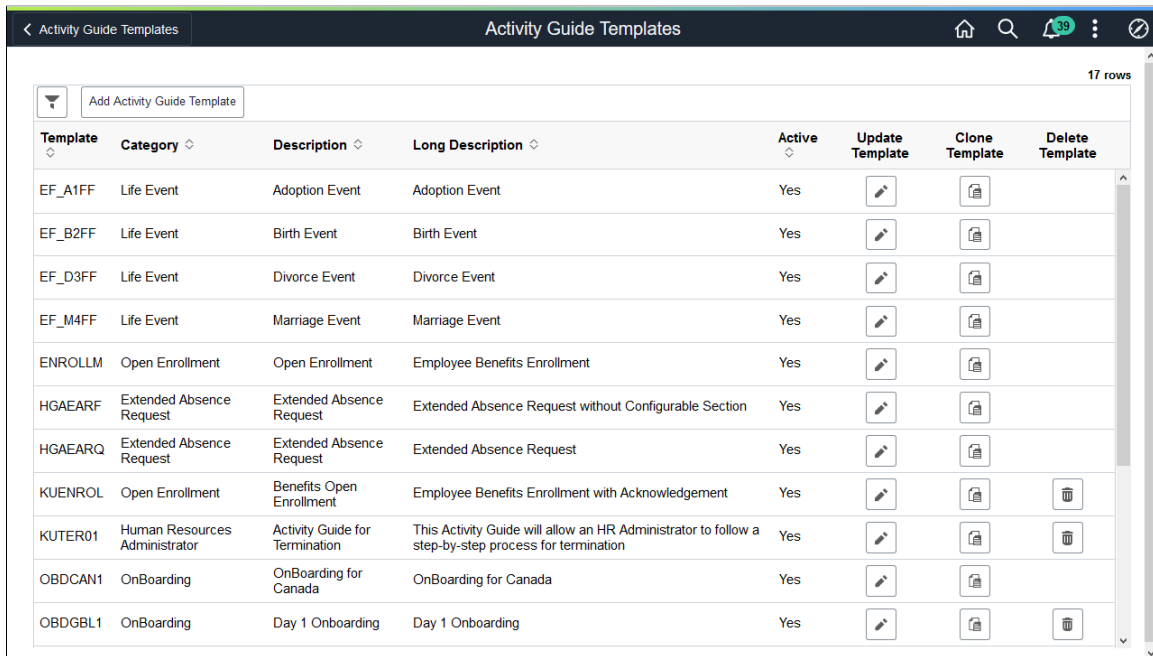 Activity Guide Templates
Activity Guide Templates
39
17 rows
Add Activity Guide Template
Template Category Description Long Description Active Update Template Clone Template Delete Template
EF_A1FF Life Event Adoption Event Adoption Event Yes
EF_B2FF Life Event Birth Event Birth Event Yes
EF_D3FF Life Event Divorce Event Divorce Event Yes
EF_M4FF Life Event Marriage Event Marriage Event Yes
ENROLLM Open Enrollment Open Enrollment Employee Benefits Enrollment Yes
HGAEARF Extended Absence Request Extended Absence Request Extended Absence Request without Configurable Section Yes
HGAEARQ Extended Absence Request Extended Absence Request Extended Absence Request Yes
KUENROL Open Enrollment Benefits Open Enrollment Employee Benefits Enrollment with Acknowledgement Yes
KUTER01 Human Resources Administrator Activity Guide for Termination This Activity Guide will allow an HR Administrator to follow a step-by-step process for termination Yes
OBDCAN1 OnBoarding OnBoarding for Canada OnBoarding for Canada Yes
OBDGBL1 OnBoarding Day 1 Onboarding Day 1 Onboarding Yes